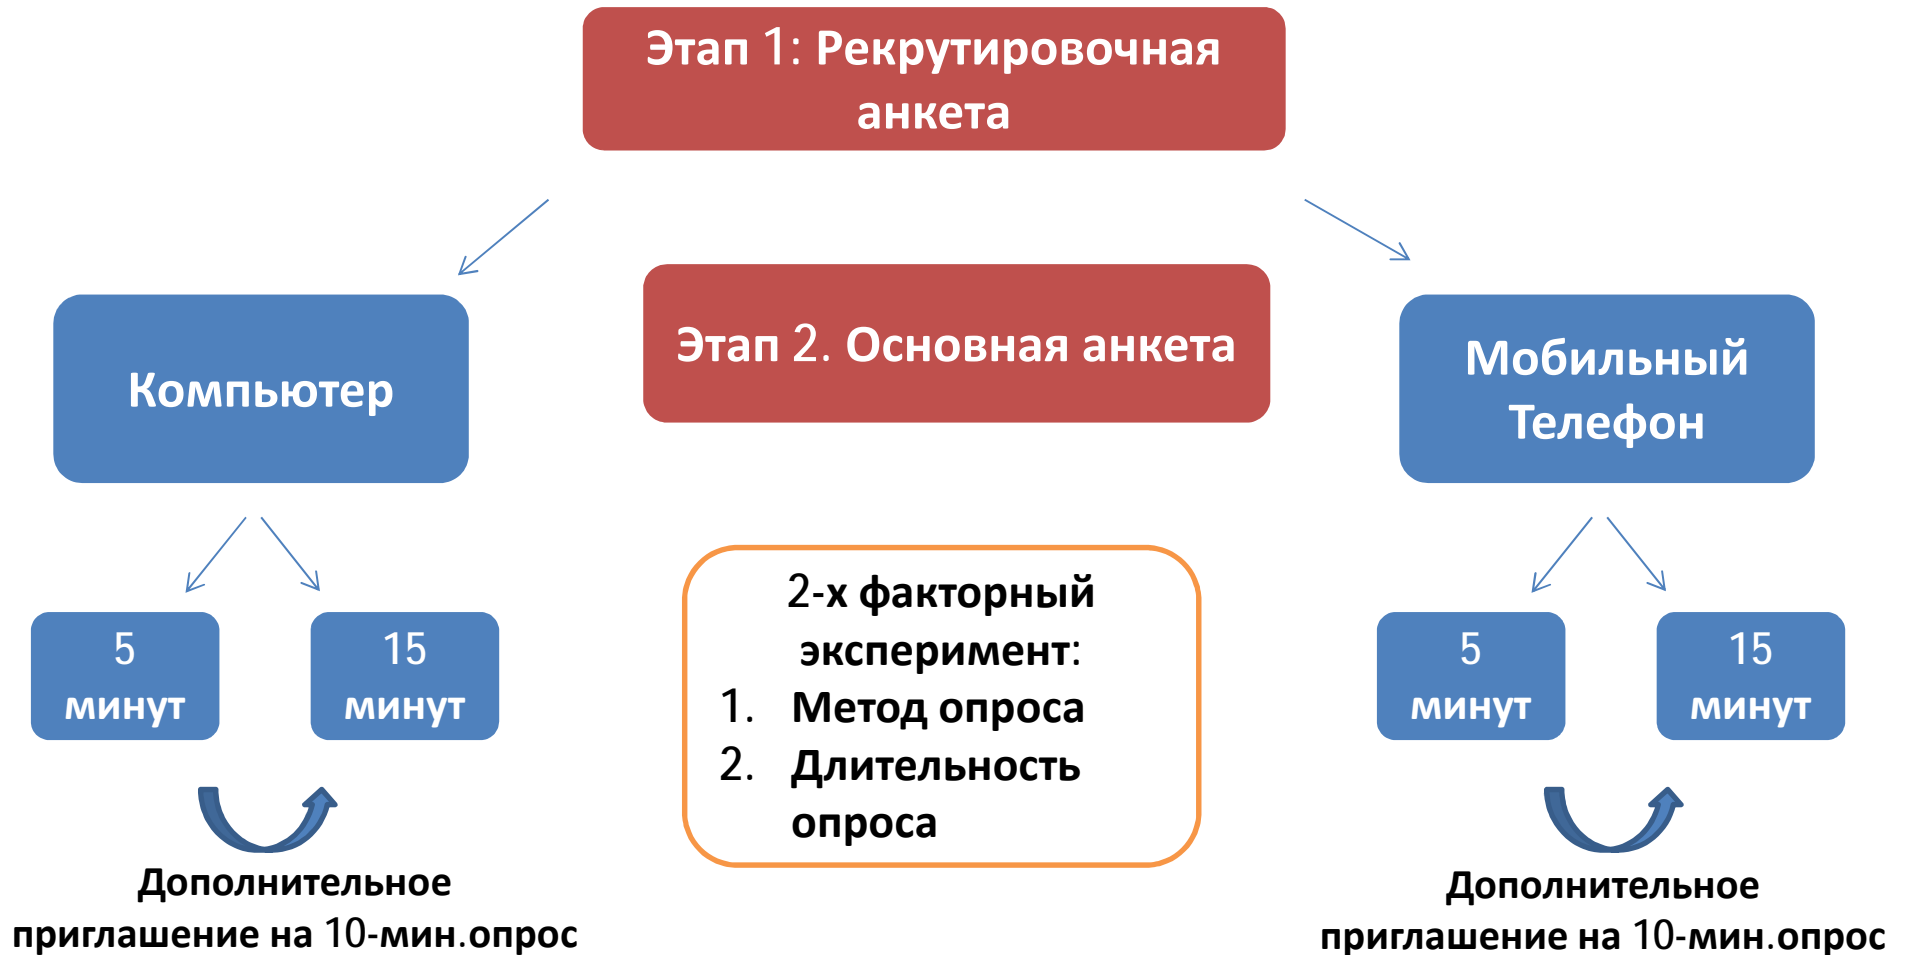 Этап 1: Рекрутировочная
анкета
Этап 2. Основная анкета
Компьютер
Мобильный
Телефон
5
минут
15
минут
2-х факторный
эксперимент:
1. Метод опроса
2. Длительность
опроса
5
минут
15
минут
Дополнительное
приглашение на 10-мин.опрос
Дополнительное
приглашение на 10-мин.опрос